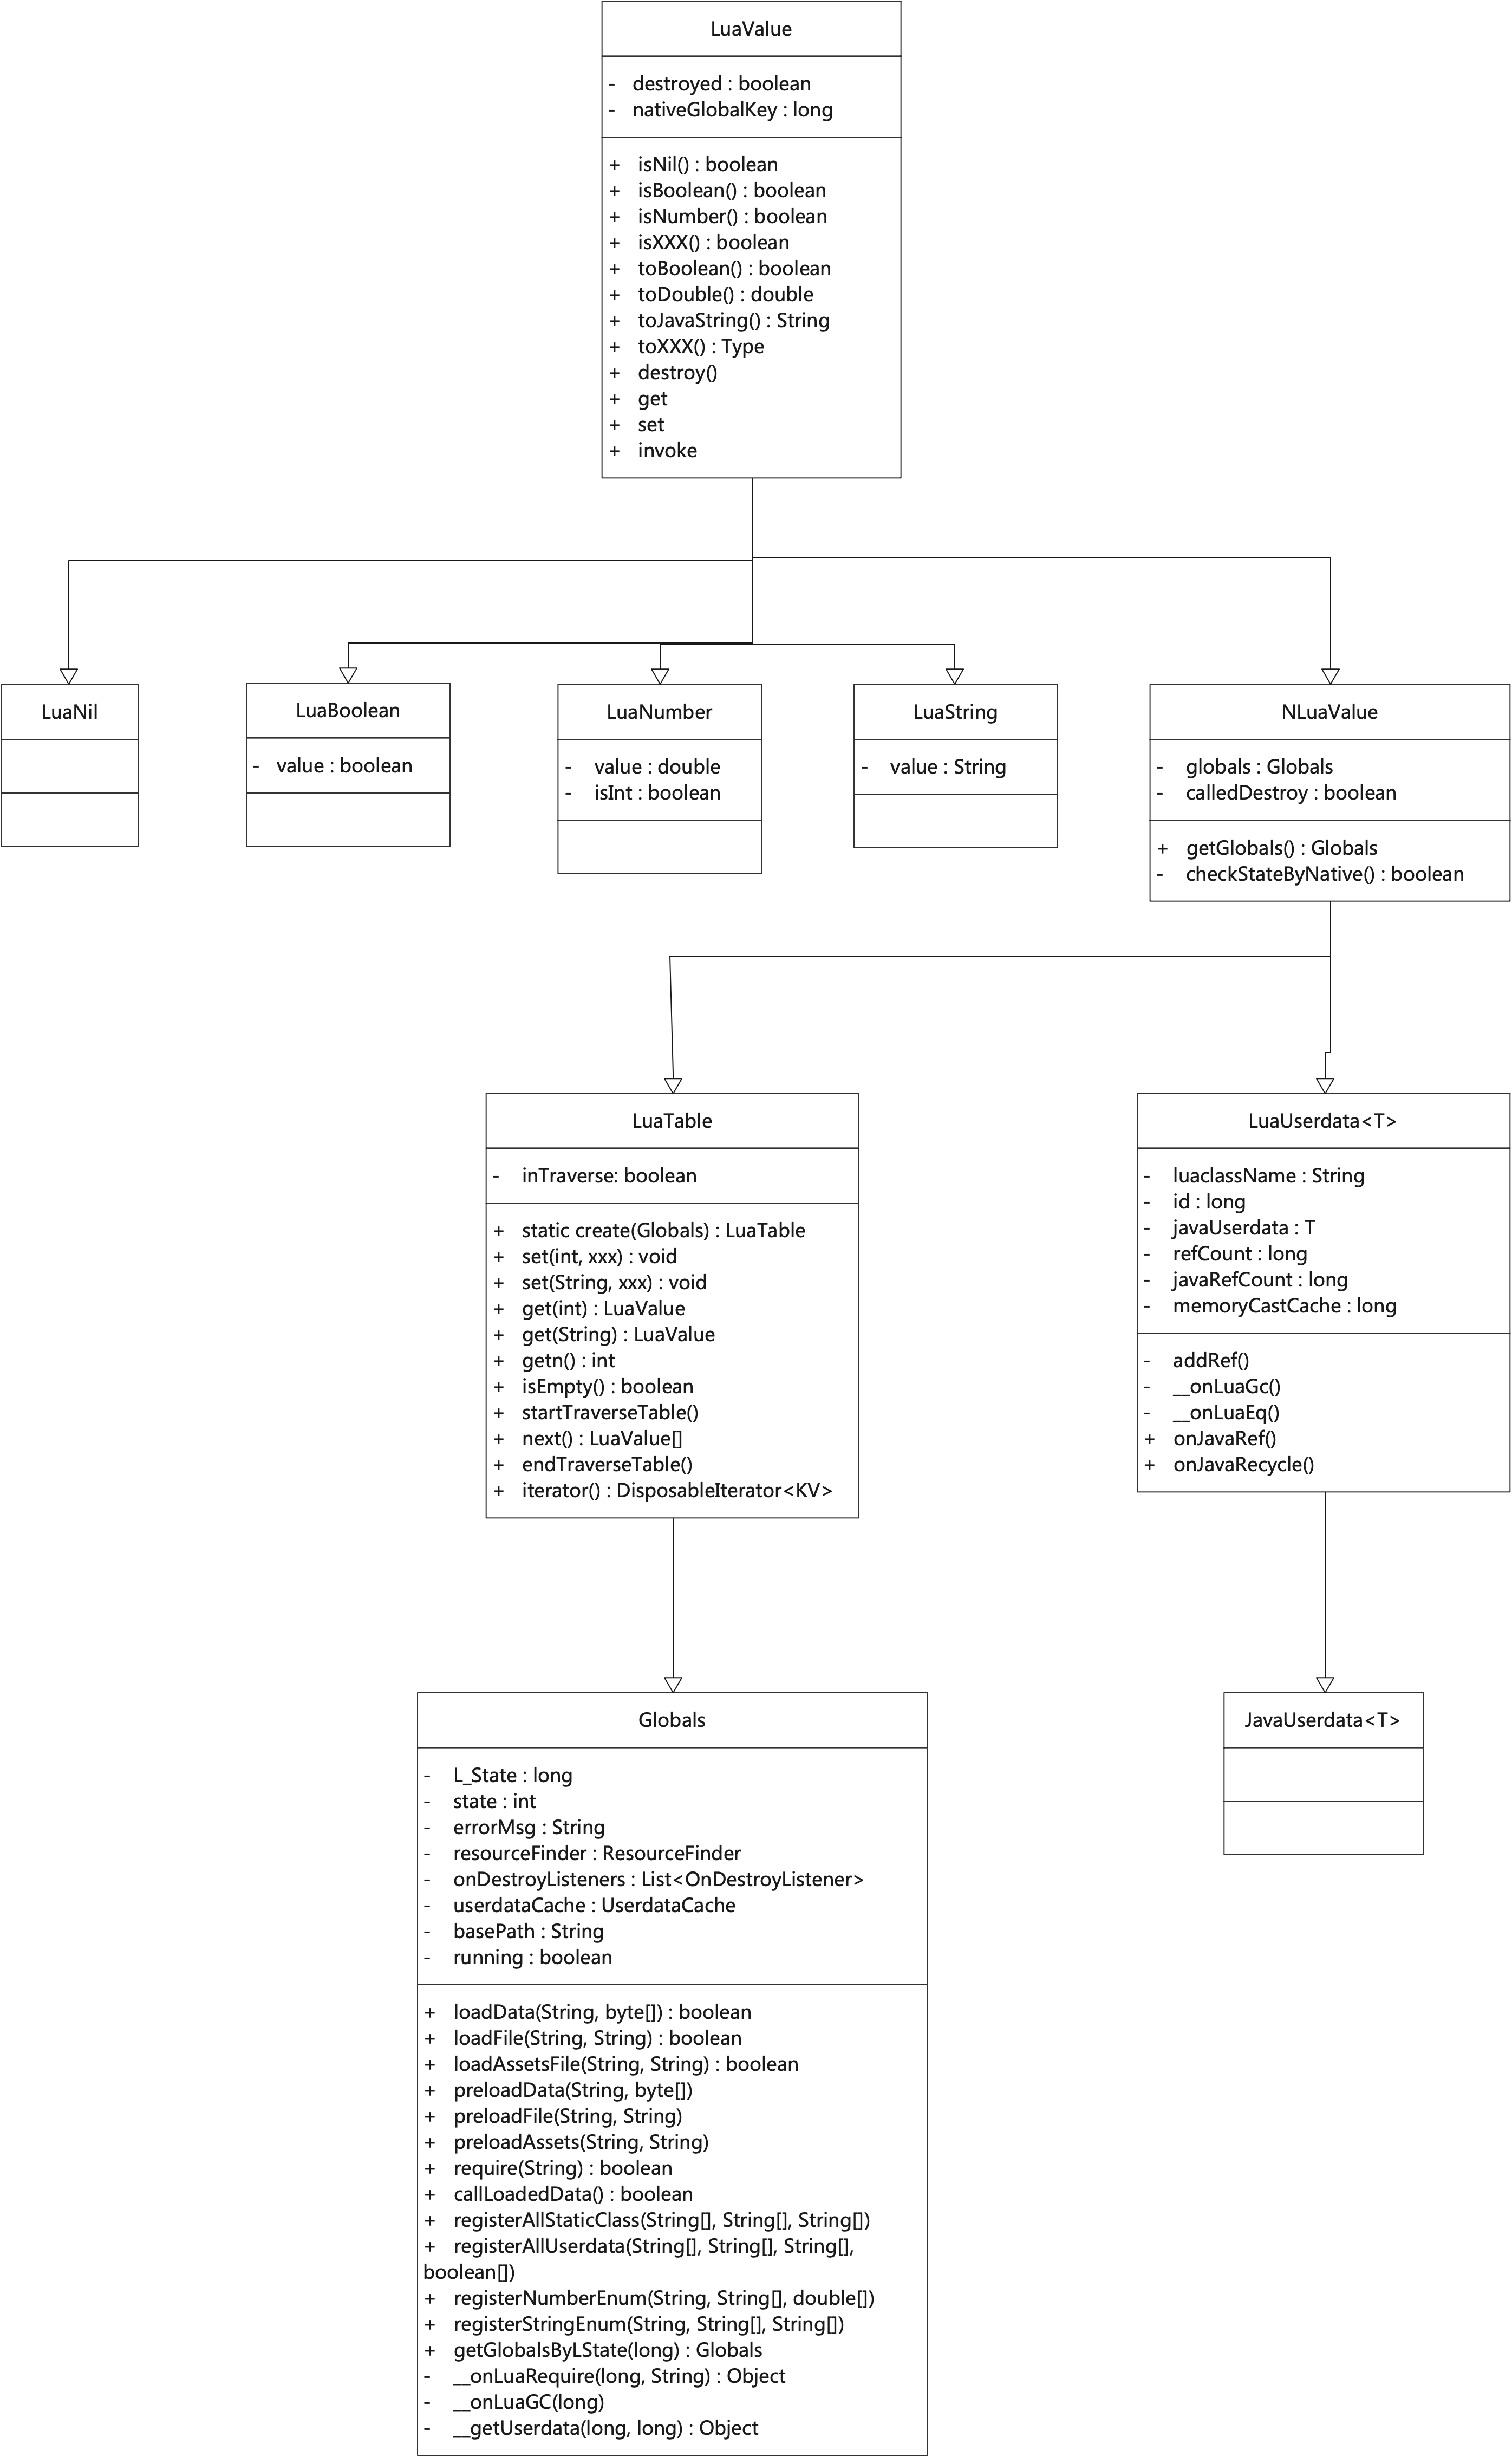 LuaValue
- destroyed : boolean
- nativeGlobalKey : long
+ isNil() : boolean
+ isBoolean() : boolean
+ isNumber() : boolean
+ isXXX() : boolean
+ toBoolean() : boolean
+ toDouble() : double
+ toJavaString() : String
+ toXXX() : Type
+ destroy()
+ get
+ set
+ invoke
LuaNil
LuaBoolean
- value : boolean
LuaNumber
- value : double
- isInt : boolean
LuaString
- value : String
NLuaValue
- globals : Globals
- calledDestroy : boolean
+ getGlobals() : Globals
- checkStateByNative() : boolean
LuaTable
- inTraverse: boolean
+ static create(Globals) : LuaTable
+ set(int, xxx) : void
+ set(String, xxx) : void
+ get(int) : LuaValue
+ get(String) : LuaValue
+ getn() : int
+ isEmpty() : boolean
+ startTraverseTable()
+ next() : LuaValue[]
+ endTraverseTable()
+ iterator() : DisposableIterator<KV>
LuaUserdata<T>
- luaclassName : String
- id : long
- javaUserdata : T
- refCount : long
- javaRefCount : long
- memoryCastCache : long
- addRef()
- __onLuaGc()
- __onLuaEq()
+ onJavaRef()
+ onJavaRecycle()
Globals
- L_State : long
- state : int
- errorMsg : String
- resourceFinder : ResourceFinder
- onDestroyListeners : List<OnDestroyListener>
- userdataCache : UserdataCache
- basePath : String
- running : boolean
+ loadData(String, byte[]) : boolean
+ loadFile(String, String) : boolean
+ loadAssetsFile(String, String) : boolean
+ preloadData(String, byte[])
+ preloadFile(String, String)
+ preloadAssets(String, String)
+ require(String) : boolean
+ callLoadedData() : boolean
+ registerAllStaticClass(String[], String[], String[])
+ registerAllUserdata(String[], String[], String[],
boolean[])
+ registerNumberEnum(String, String[], double[])
+ registerStringEnum(String, String[], String[])
+ getGlobalsByLState(long) : Globals
- __onLuaRequire(long, String) : Object
- __onLuaGC(long)
- __getUserdata(long, long) : Object
JavaUserdata<T>